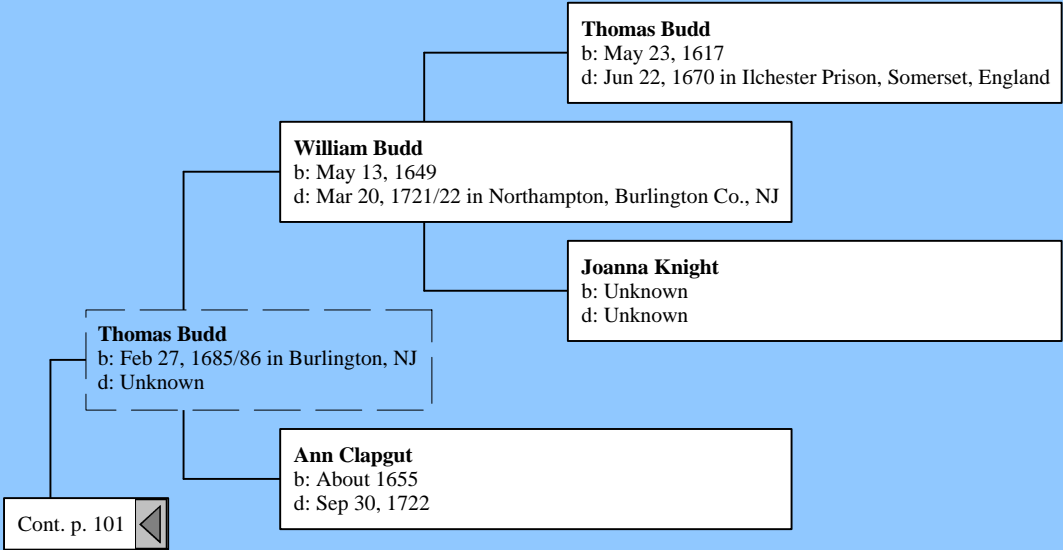 Thomas Budd
b: May 23, 1617
d: Jun 22, 1670 in Ilchester Prison, Somerset, England
William Budd
b: May 13, 1649
d: Mar 20, 1721/22 in Northampton, Burlington Co., NJ
Joanna Knight
b: Unknown
d: Unknown
Thomas Budd
b: Feb 27, 1685/86 in Burlington, NJ
d: Unknown
Ann Clapgut
b: About 1655
d: Sep 30, 1722
Cont. p. 101